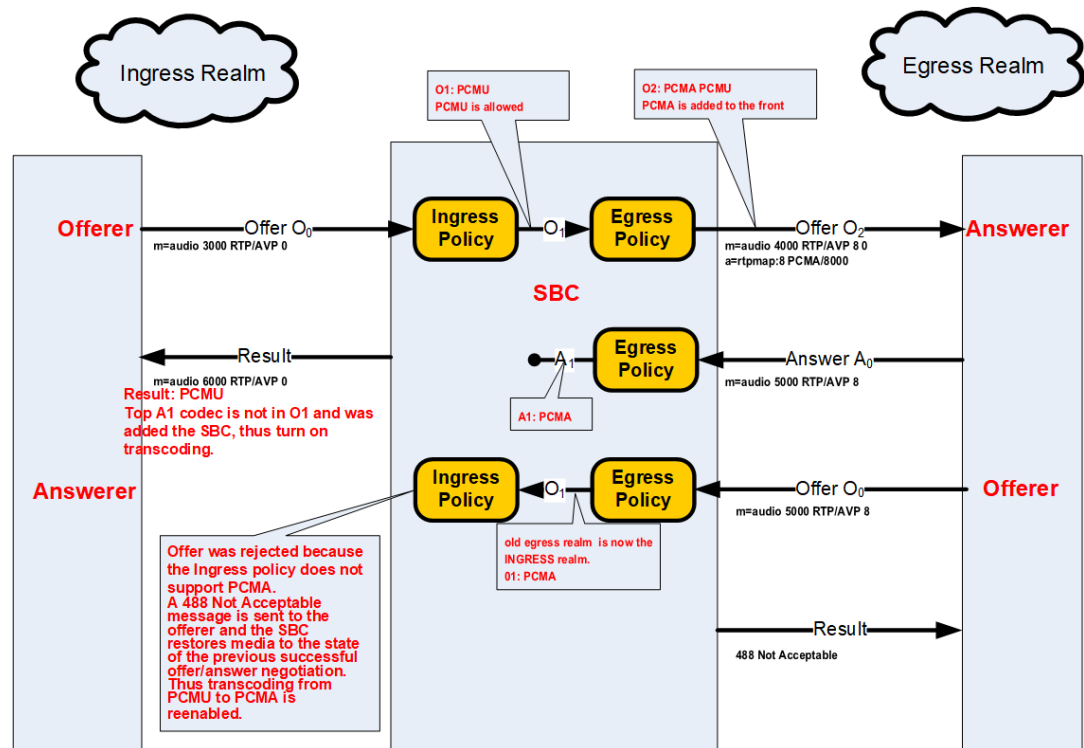 Ingress Realm
Egress Realm
O1: PCMU
PCMU is allowed
O2: PCMA PCMU
PCMA is added to the front
Offerer
Offer O₀
m=audio 3000 RTP/AVP 0
Ingress
Policy
O₁
Egress
Policy
Offer O₂
m=audio 4000 RTP/AVP 8 0
a=rtpmap:8 PCMA/8000
Answerer
SBC
Result
m=audio 6000 RTP/AVP 0
Result: PCMU
Top A1 codec is not in O1 and was
added the SBC, thus turn on
transcoding.
A₁
Egress
Policy
Answer A₀
m=audio 5000 RTP/AVP 8
A1: PCMA
Answerer
Ingress
Policy
O₁
Egress
Policy
Offer O₀
m=audio 5000 RTP/AVP 8
Offerer
old egress realm is now the
INGRESS realm.
01: PCMA
Offer was rejected because
the Ingress policy does not
support PCMA.
A 488 Not Acceptable
message is sent to the
offerer and the SBC
restores media to the state
of the previous successful
offer/answer negotiation.
Thus transcoding from
PCMU to PCMA is
reenabled.
Result
488 Not Acceptable